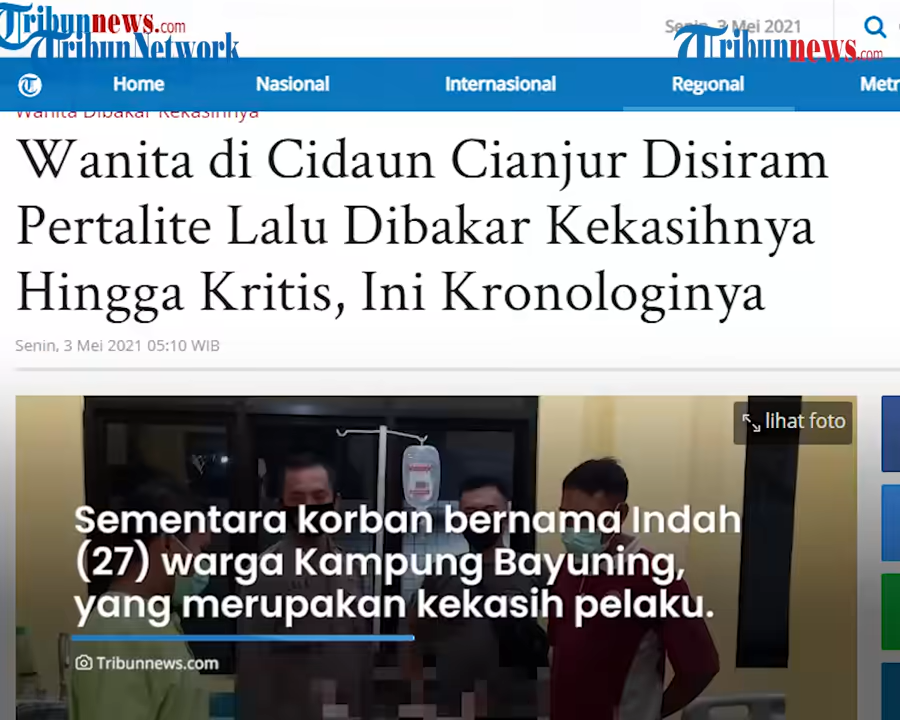 Tribunnews.com
TribunNetwork
Senin, 3 Mei 2021
Tribunnews.com
Home Nasional Internasional Regional Metr
Wanita Dibakar Kekasihnya
Wanita di Cidaun Cianjur Disiram
Pertalite Lalu Dibakar Kekasihnya
Hingga Kritis, Ini Kronologinya
Senin, 3 Mei 2021 05:10 WIB
lihat foto
Sementara korban bernama Indah
(27) warga Kampung Bayuning,
yang merupakan kekasih pelaku.
Tribunnews.com